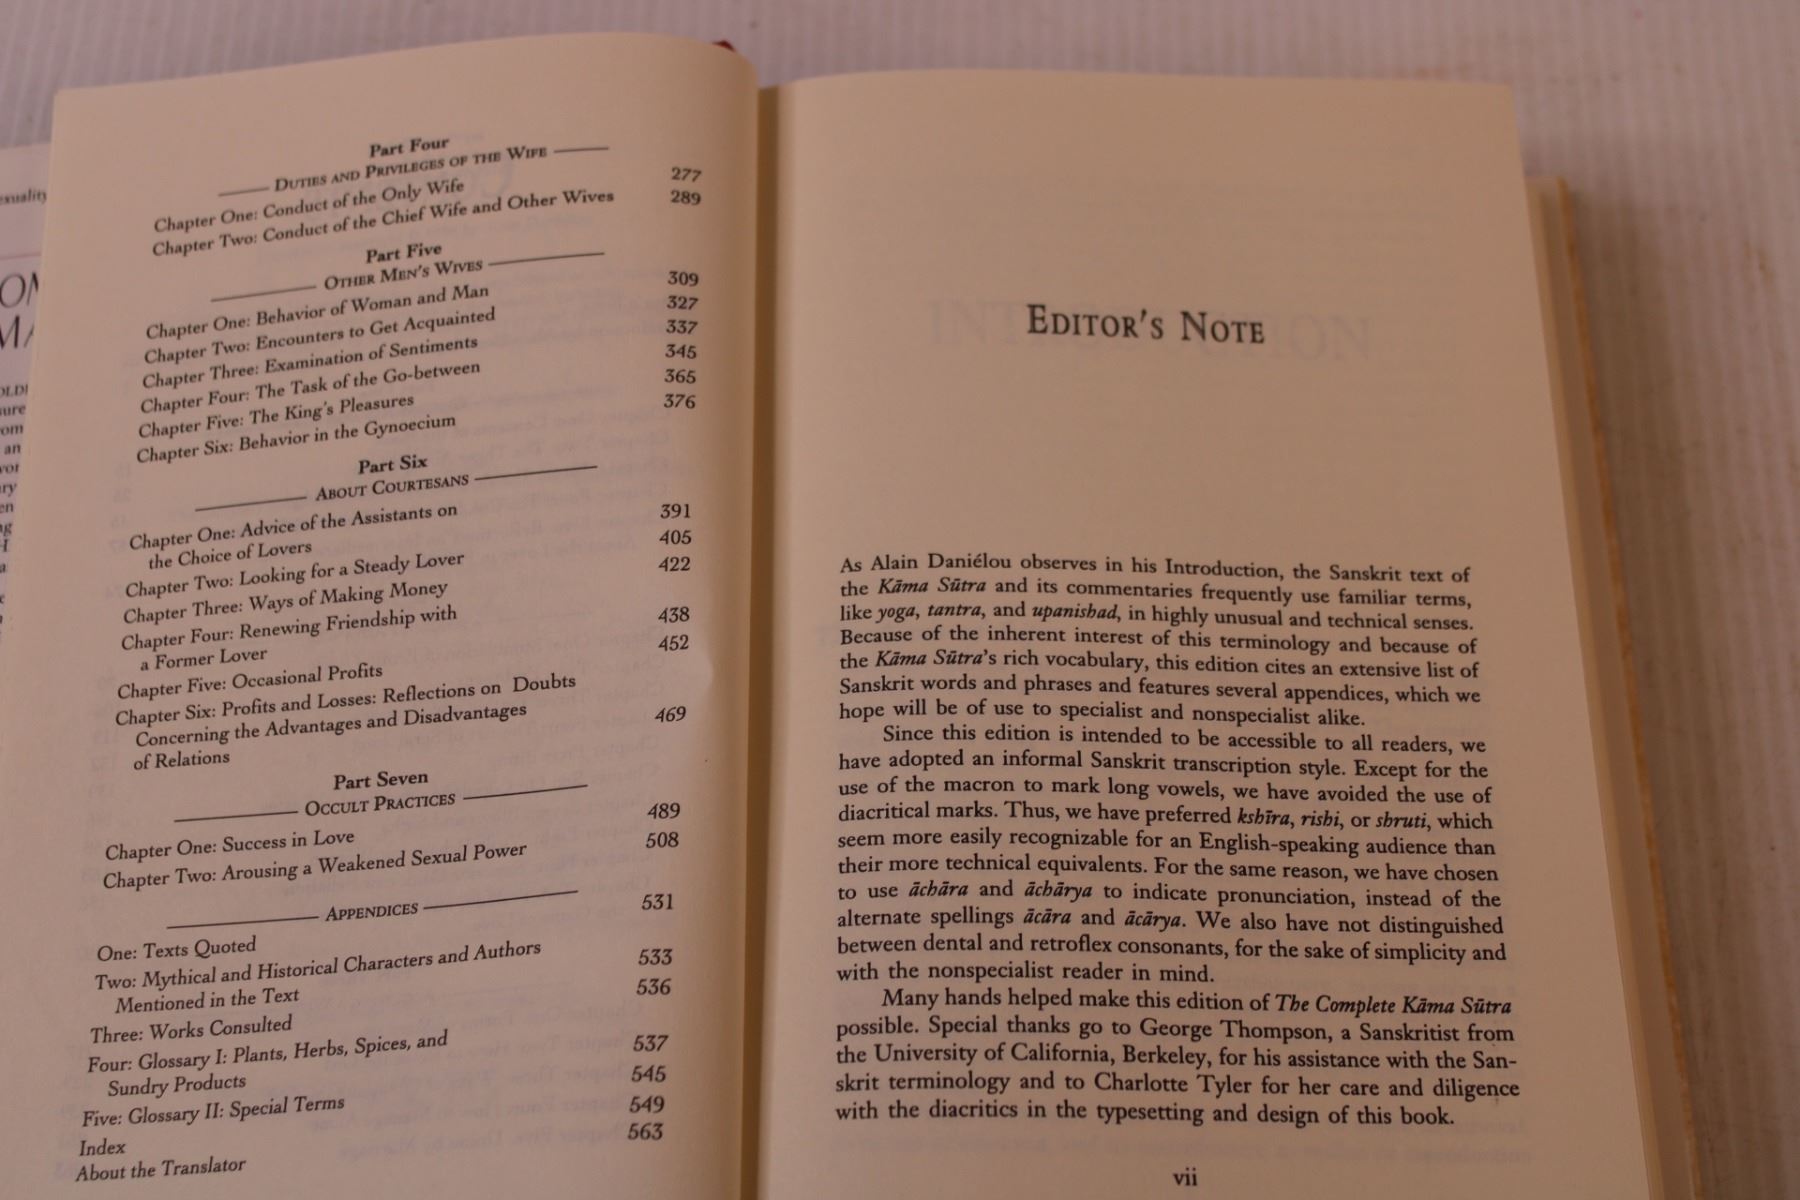 exuality
Part Four
DUTIES AND PRIVILEGES OF THE WIFE
Chapter One: Conduct of the Only Wife 277
Chapter Two: Conduct of the Chief Wife and Other Wives 289
Part Five
OTHER MEN'S WIVES
Chapter One: Behavior of Woman and Man 309
Chapter Two: Encounters to Get Acquainted 327
Chapter Three: Examination of Sentiments 337
Chapter Four: The Task of the Go-between 345
Chapter Five: The King's Pleasures 365
Chapter Six: Behavior in the Gynoecium 376
Part Six
ABOUT COURTESANS
Chapter One: Advice of the Assistants on
the Choice of Lovers 391
Chapter Two: Looking for a Steady Lover 405
Chapter Three: Ways of Making Money 422
Chapter Four: Renewing Friendship with
a Former Lover 438
Chapter Five: Occasional Profits 452
Chapter Six: Profits and Losses: Reflections on Doubts
Concerning the Advantages and Disadvantages
of Relations 469
Part Seven
OCCULT PRACTICES
Chapter One: Success in Love 489
Chapter Two: Arousing a Weakened Sexual Power 508
APPENDICES
One: Texts Quoted 531
Two: Mythical and Historical Characters and Authors
Mentioned in the Text 533
Three: Works Consulted 536
Four: Glossary I: Plants, Herbs, Spices, and
Sundry Products 537
Five: Glossary II: Special Terms 545
Index 549
About the Translator 563
EDITOR'S NOTE
As Alain Daniélou observes in his Introduction, the Sanskrit text of
the Kāma Sūtra and its commentaries frequently use familiar terms,
like yoga, tantra, and upanishad, in highly unusual and technical senses.
Because of the inherent interest of this terminology and because of
the Kāma Sūtra's rich vocabulary, this edition cites an extensive list of
Sanskrit words and phrases and features several appendices, which we
hope will be of use to specialist and nonspecialist alike.
Since this edition is intended to be accessible to all readers, we
have adopted an informal Sanskrit transcription style. Except for the
use of the macron to mark long vowels, we have avoided the use of
diacritical marks. Thus, we have preferred kshīra, rishi, or shruti, which
seem more easily recognizable for an English-speaking audience than
their more technical equivalents. For the same reason, we have chosen
to use āchāra and āchārya to indicate pronunciation, instead of the
alternate spellings ācāra and ācārya. We also have not distinguished
between dental and retroflex consonants, for the sake of simplicity and
with the nonspecialist reader in mind.
Many hands helped make this edition of The Complete Kāma Sūtra
possible. Special thanks go to George Thompson, a Sanskritist from
the University of California, Berkeley, for his assistance with the San-
skrit terminology and to Charlotte Tyler for her care and diligence
with the diacritics in the typesetting and design of this book.
vii